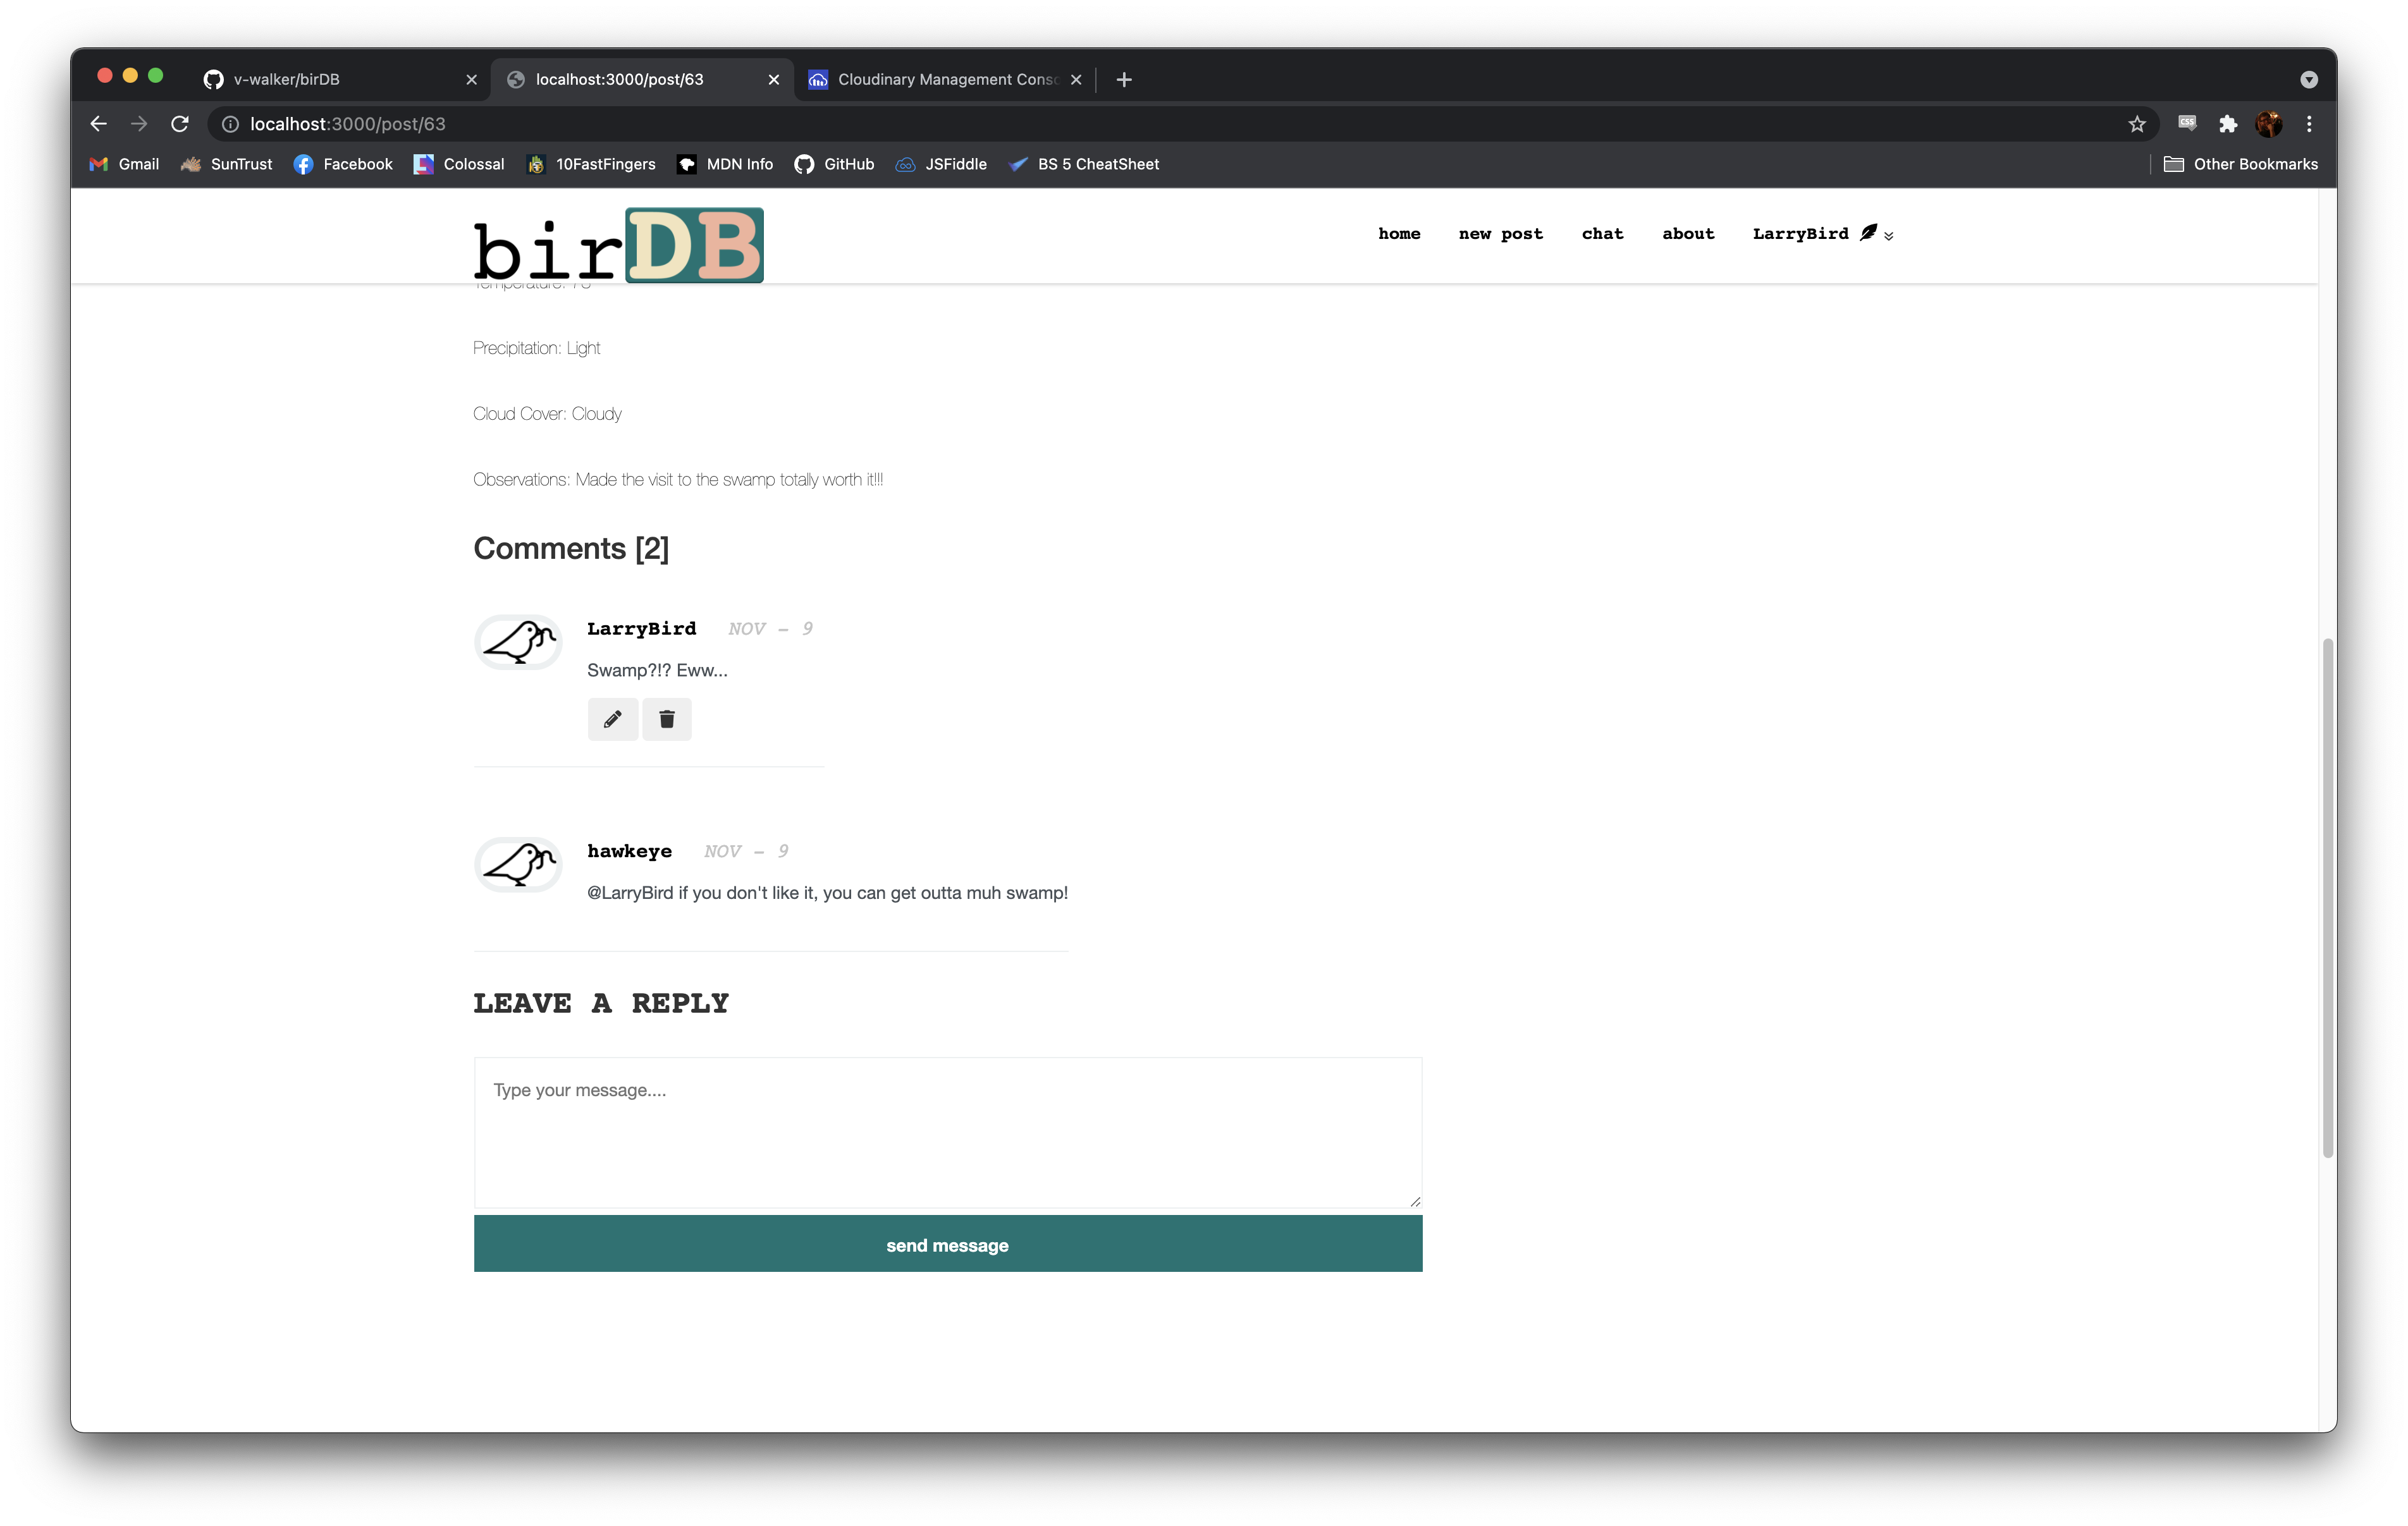 v-walker/birDB
localhost:3000/post/63
Cloudinary Management Conso
localhost:3000/post/63
Gmail SunTrust Facebook Colossal 10FastFingers MDN Info GitHub JSFiddle BS 5 CheatSheet Other Bookmarks
birDB
home new post chat about LarryBird
Temperature: 75
Precipitation: Light
Cloud Cover: Cloudy
Observations: Made the visit to the swamp totally worth it!!!
Comments [2]
LarryBird NOV - 9
Swamp?!? Eww...
hawkeye NOV - 9
@LarryBird if you don't like it, you can get outta muh swamp!
LEAVE A REPLY
Type your message....
send message